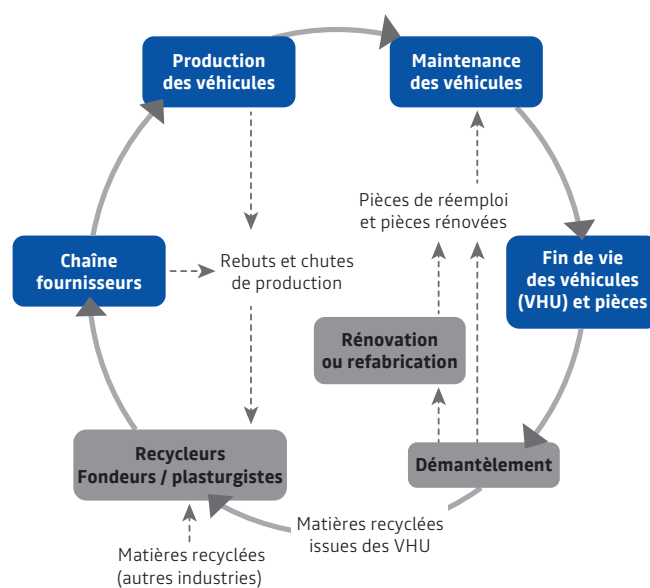 Production
des véhicules
Maintenance
des véhicules
Pièces de réemploi
et pièces rénovées
Chaîne
fournisseurs
Rebuts et chutes
de production
Fin de vie
des véhicules
(VHU) et pièces
Rénovation
ou refabrication
Recycleurs
Fondeurs / plasturgistes
Démantèlement
Matières recyclées
issues des VHU
Matières recyclées
(autres industries)